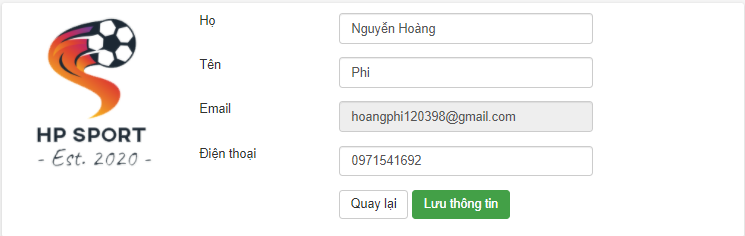 HP SPORT
- Est. 2020 -
Họ
Nguyễn Hoàng
Tên
Phi
Email
hoangphi120398@gmail.com
Điện thoại
0971541692
Quay lại
Lưu thông tin